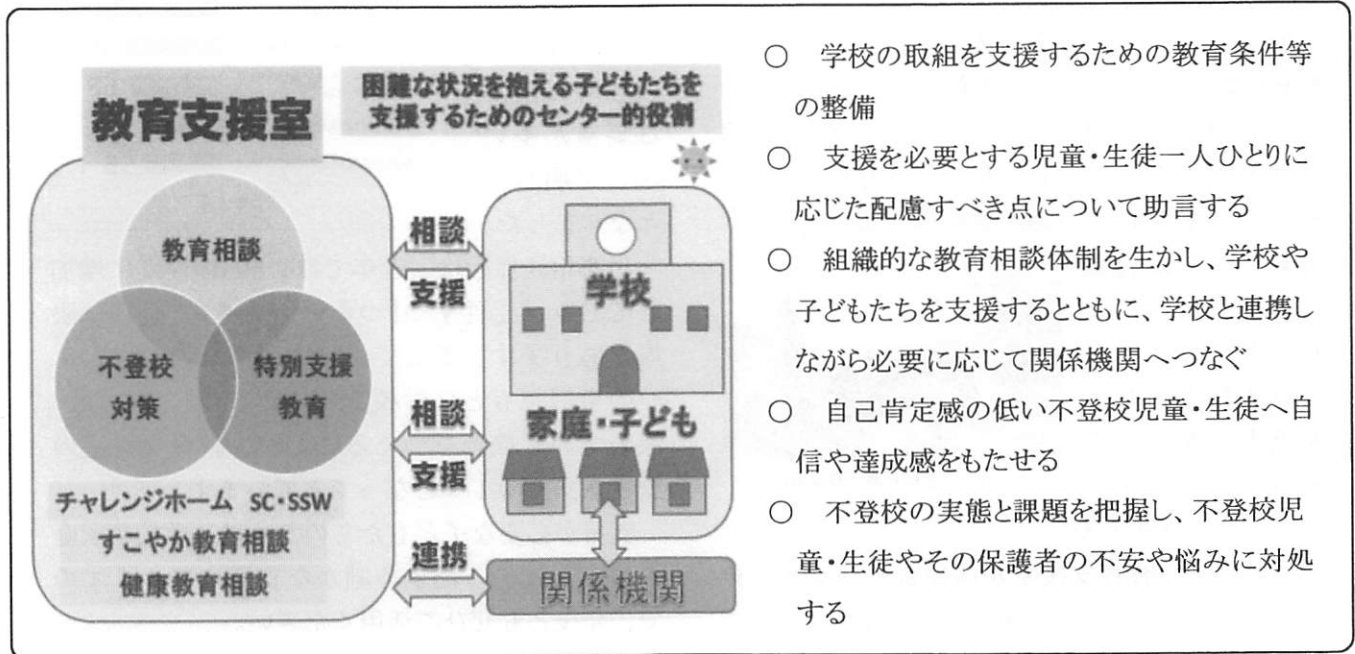 教育支援室
困難な状況を抱える子どもたちを
支援するためのセンター的役割
教育相談
不登校
対策
特別支援
教育
チャレンジホーム SC・SSW
すこやか教育相談
健康教育相談
相談
支援
相談
支援
連携
学校
家庭・子ども
関係機関
○ 学校の取組を支援するための教育条件等
の整備
○ 支援を必要とする児童・生徒一人ひとりに
応じた配慮すべき点について助言する
○ 組織的な教育相談体制を生かし、学校や
子どもたちを支援するとともに、学校と連携し
ながら必要に応じて関係機関へつなぐ
○ 自己肯定感の低い不登校児童・生徒へ自
信や達成感をもたせる
○ 不登校の実態と課題を把握し、不登校児
童・生徒やその保護者の不安や悩みに対処
する